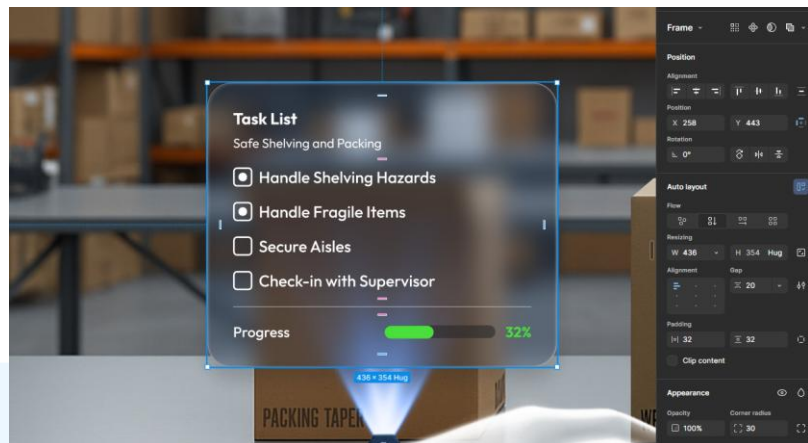 Task List
Safe Shelving and Packing
Handle Shelving Hazards
Handle Fragile Items
Secure Aisles
Check-in with Supervisor
Progress 32%
436 × 354 Hug
PACKING TAPER
WE
Frame
Position
Alignment
Position
X 258 Y 443
Rotation
0°
Auto layout
Flow
Resizing
W 436 H 354 Hug
Alignment Gap
20
Padding
32 32
Clip content
Appearance
Opacity Corner radius
100% 30